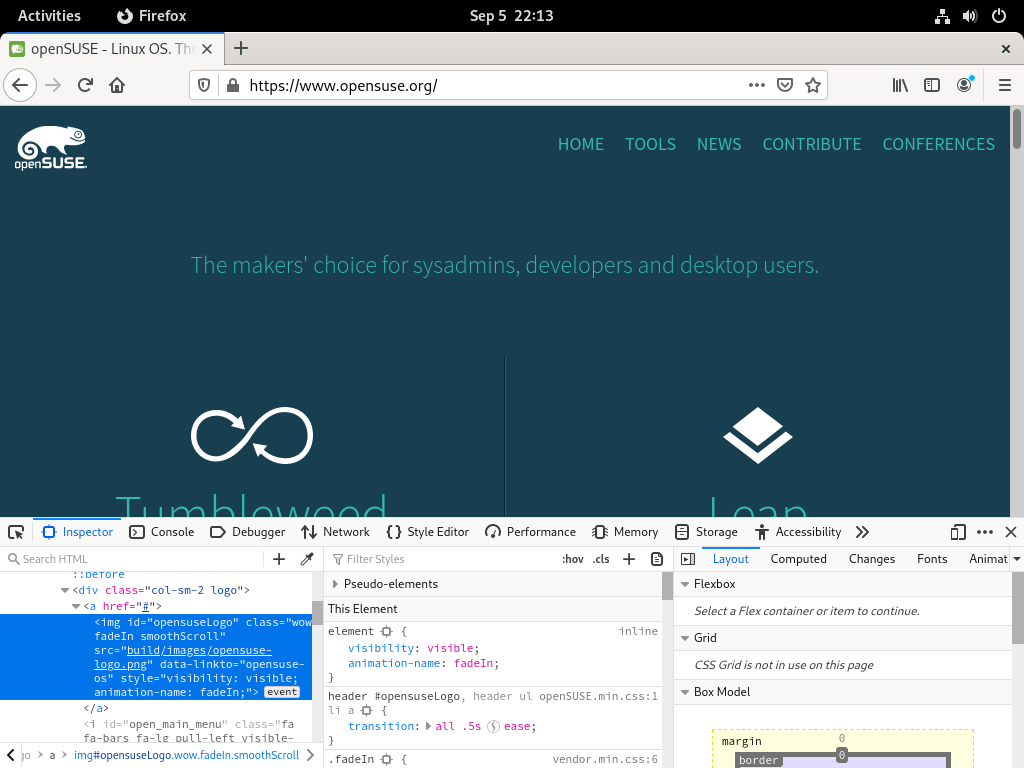 Activities Firefox Sep 5 22:13
openSUSE - Linux OS. The
https://www.opensuse.org/
openSUSE.
HOME TOOLS NEWS CONTRIBUTE CONFERENCES
The makers' choice for sysadmins, developers and desktop users.
Tumbleweed Leap
Inspector Console Debugger Network Style Editor Performance Memory Storage Accessibility
Search HTML
Filter Styles
:hov .cls
Layout Computed Changes Fonts Animat
::before
<div class="col-sm-2 logo">
<a href="#">
<img id="opensuseLogo" class="wow
fadeIn smoothScroll"
src="build/images/opensuse-
logo.png" data-linkto="opensuse-
os" style="visibility: visible;
animation-name: fadeIn;"> event
</a>
<i id="open_main_menu" class="fa
fa-bars fa-lg pull-left visible-
go a img#opensuseLogo.wow.fadeIn.smoothScroll
Pseudo-elements
This Element
element { inline
visibility: visible;
animation-name: fadeIn;
}
header #opensuseLogo, header ul openSUSE.min.css:1
li a {
transition: all .5s ease;
}
.fadeIn { vendor.min.css:6
Flexbox
Select a Flex container or item to continue.
Grid
CSS Grid is not in use on this page
Box Model
margin 0
border 0